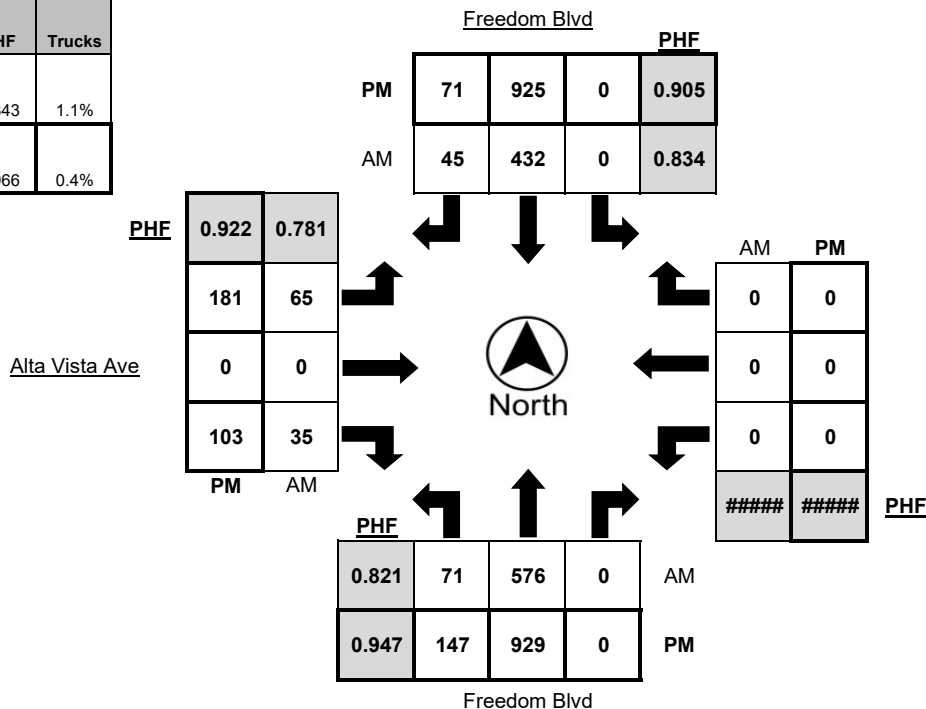 Freedom Blvd
Trucks
PHF
PM 71 925 0 0.905
1.1%
AM 45 432 0 0.834
0.4%
PHF 0.922 0.781
AM PM
181 65
0 0
Alta Vista Ave
0 0
0 0
North
103 35
0 0
PM AM
##### ##### PHF
PHF
0.821 71 576 0 AM
0.947 147 929 0 PM
Freedom Blvd